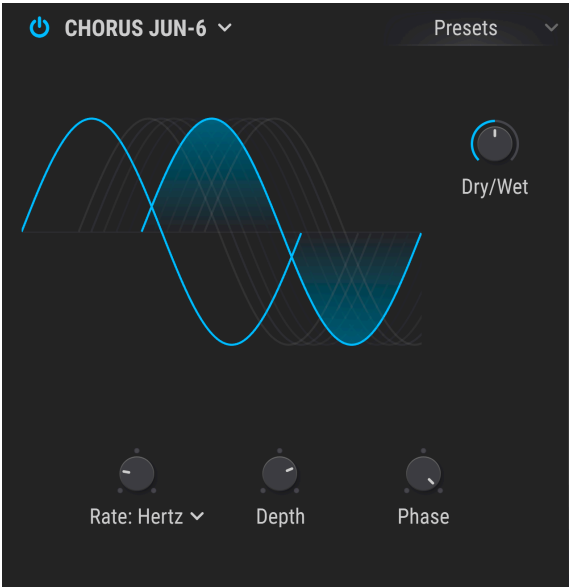 CHORUS JUN-6
Presets
Dry/Wet
Rate: Hertz
Depth
Phase